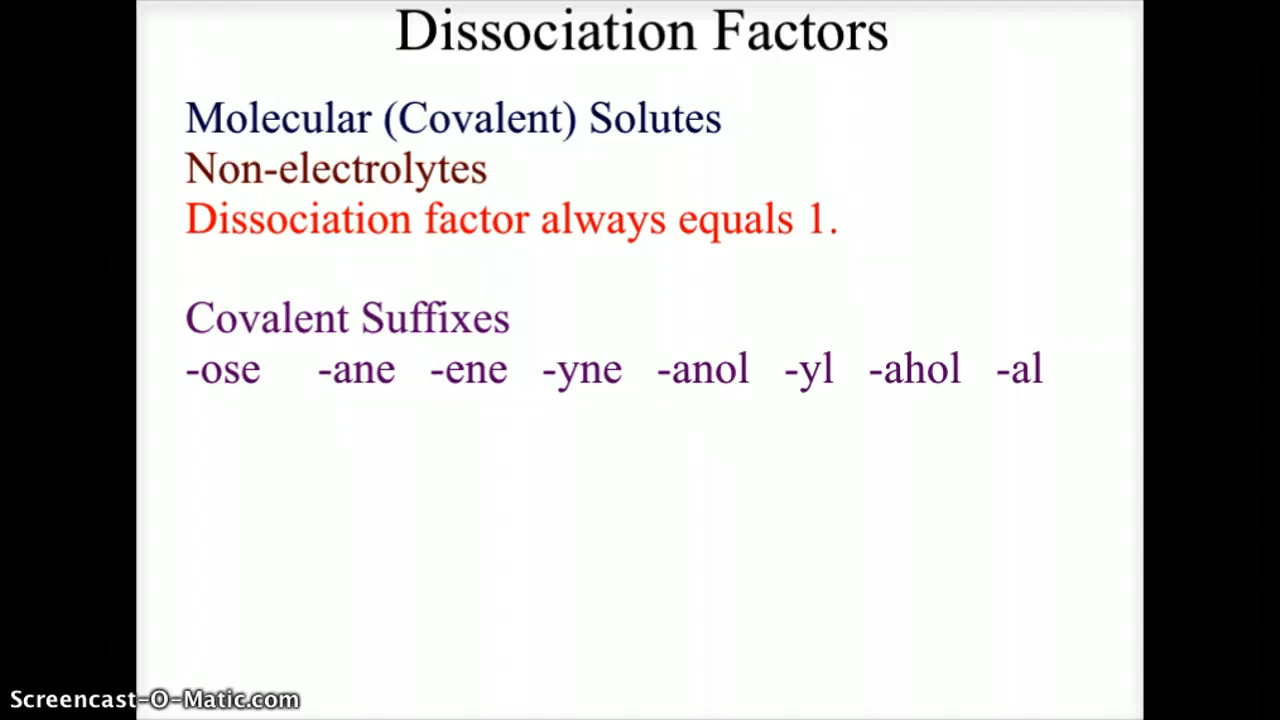 Dissociation Factors
Molecular (Covalent) Solutes
Non-electrolytes
Dissociation factor always equals 1.
Covalent Suffixes
-ose -ane -ene -yne -anol -yl -ahol -al
Screencast-O-Matic.com